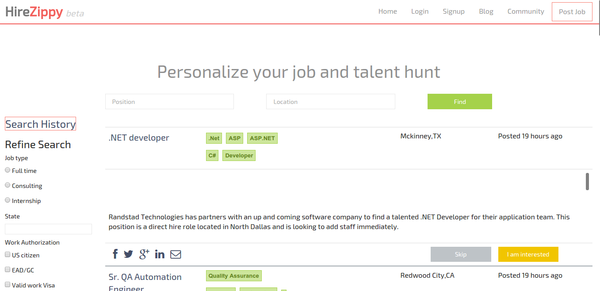 HireZippy beta
Home Login Signup Blog Community Post Job
Personalize your job and talent hunt
Position Location Find
Search History
Refine Search
Job type
Full time
Consulting
Internship
State
Work Authorization
US citizen
EAD/GC
Valid work Visa
.NET developer .Net ASP ASP.NET Mckinney,TX Posted 19 hours ago
C# Developer
Randstad Technologies has partners with an up and coming software company to find a talented .NET Developer for their application team. This
position is a direct hire role located in North Dallas and is looking to add staff immediately.
Skip I am interested
Sr. QA Automation Quality Assurance Redwood City,CA Posted 19 hours ago
Engineer